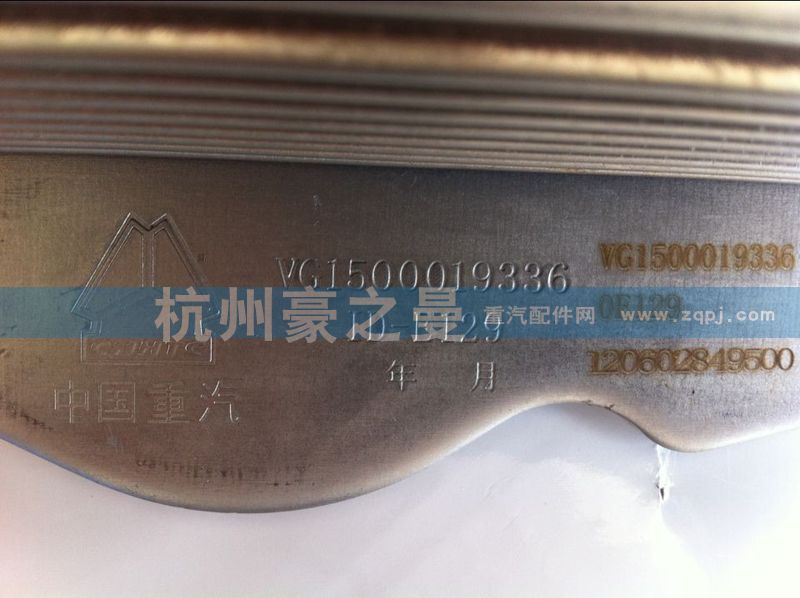 VG1500019336
年 月
中国重汽
VG1500019336
120602849500
杭州豪之曼
重汽配件网
www.zqpj.com